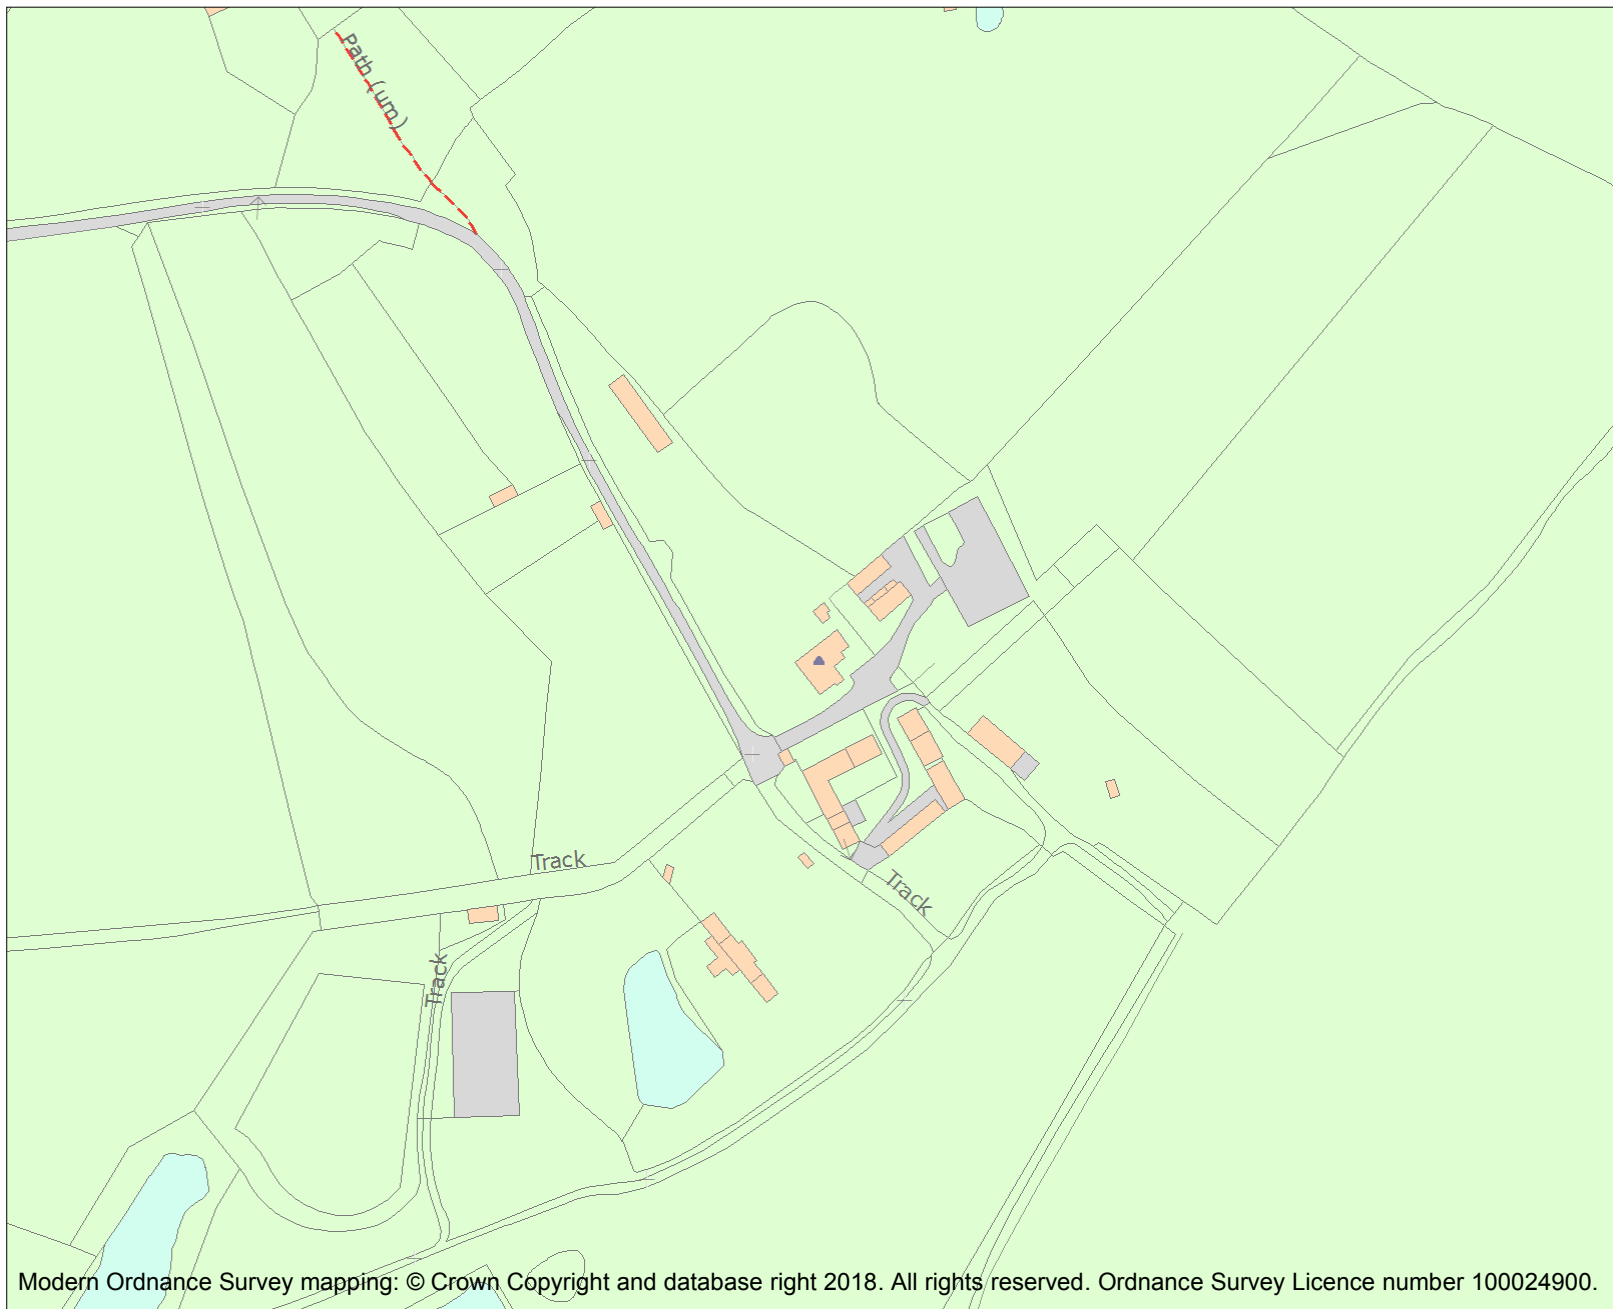 Path (um)
Track
Track
Track
Modern Ordnance Survey mapping: © Crown Copyright and database right 2018. All rights reserved. Ordnance Survey Licence number 100024900.